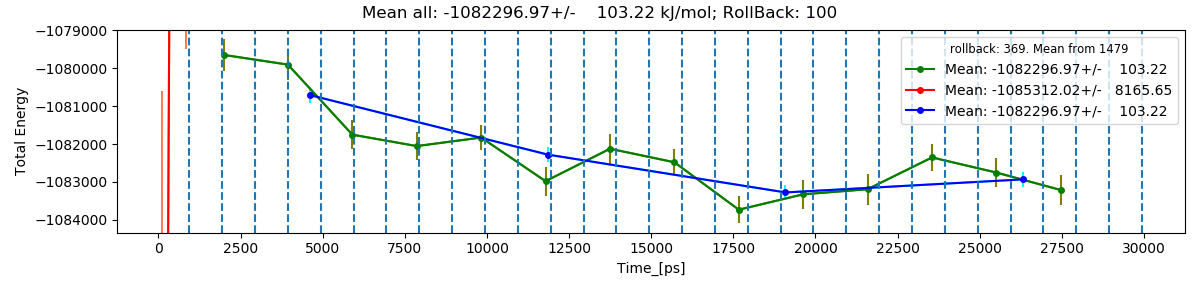 Mean all: -1082296.97+/-    103.22 kJ/mol; RollBack: 100
−1079000
−1080000
−1081000
−1082000
−1083000
−1084000
Total Energy
rollback: 369. Mean from 1479
Mean: -1082296.97+/-    103.22
Mean: -1085312.02+/-   8165.65
Mean: -1082296.97+/-    103.22
0 2500 5000 7500 10000 12500 15000 17500 20000 22500 25000 27500 30000
Time_[ps]